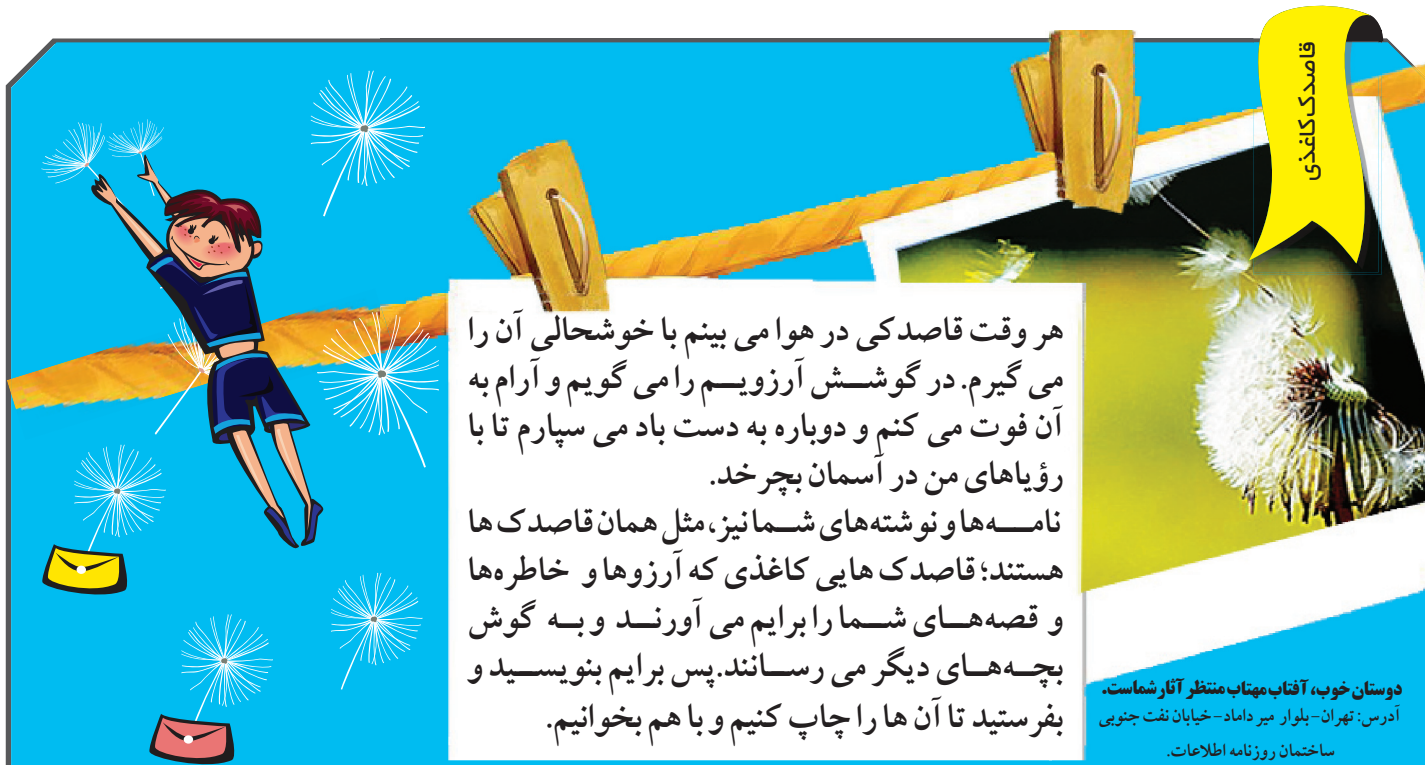 قاصدک کاغذی
هر وقت قاصدکی در هوا می بینم با خوشحالی آن را
می گیرم. در گوشش آرزویم را می گویم و آرام به
آن فوت می کنم و دوباره به دست باد می سپارم تا با
رؤیاهای من در آسمان بچرخد.
نامه‌ها و نوشته‌های شما نیز، مثل همان قاصدک ها
هستند؛ قاصدک هایی کاغذی که آرزوها و خاطره‌ها
و قصه‌های شما را برایم می آورند و به گوش
بچه‌های دیگر می رسانند. پس برایم بنویسید و
بفرستید تا آن ها را چاپ کنیم و با هم بخوانیم.
دوستان خوب، آفتاب مهتاب منتظر آثار شماست.
آدرس: تهران-بلوار میر داماد-خیابان نفت جنوبی
ساختمان روزنامه اطلاعات.